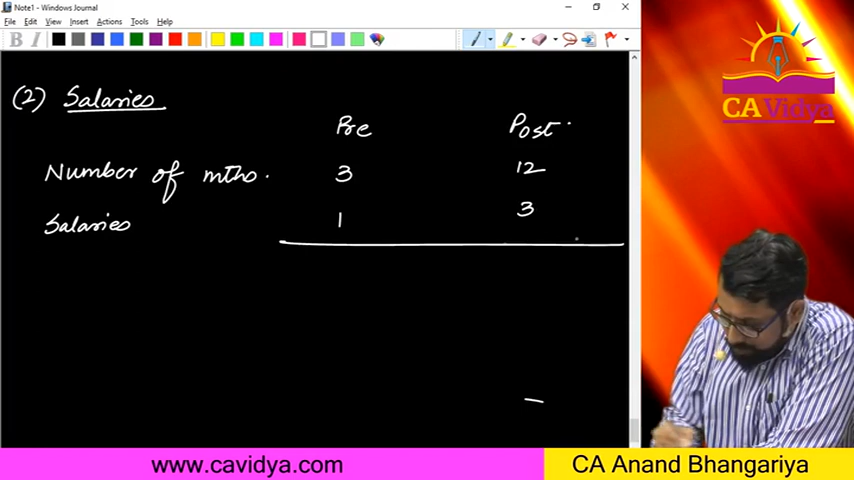 Note1 - Windows Journal
File Edit View Insert Actions Tools Help
B I
CA Vidya
(2) Salaries
Pre Post.
Number of mths. 3 12
Salaries 1 3
www.cavidya.com
CA Anand Bhangariya